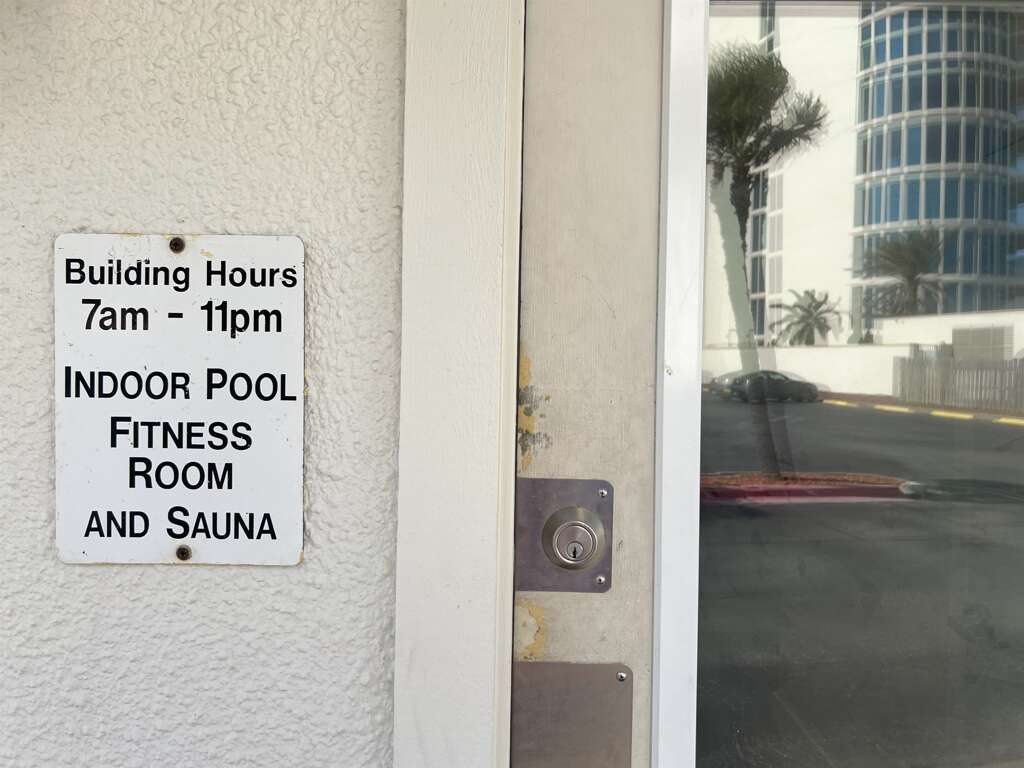 Building Hours
7am - 11pm
INDOOR POOL
FITNESS
ROOM
AND SAUNA